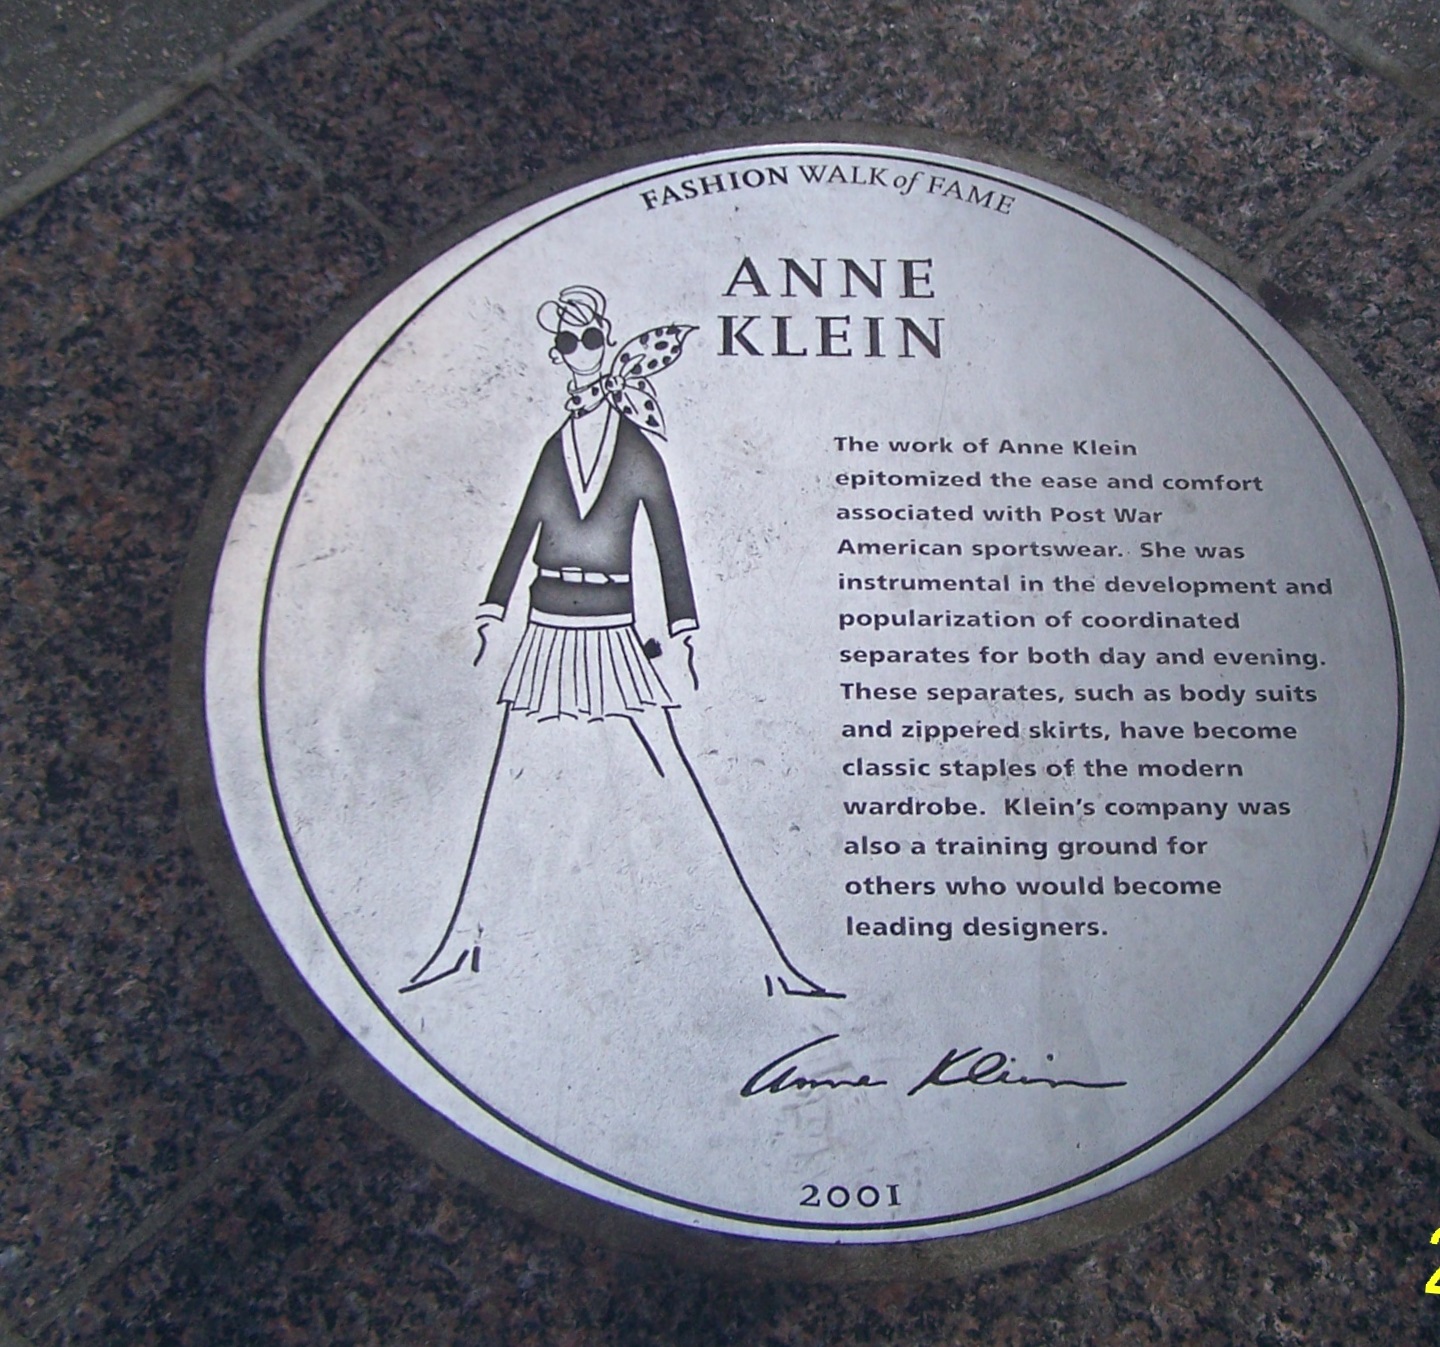 FASHION WALK of FAME
ANNE
KLEIN
The work of Anne Klein
epitomized the ease and comfort
associated with Post War
American sportswear. She was
instrumental in the development and
popularization of coordinated
separates for both day and evening.
These separates, such as body suits
and zippered skirts, have become
classic staples of the modern
wardrobe. Klein's company was
also a training ground for
others who would become
leading designers.
Anne Klein
2001